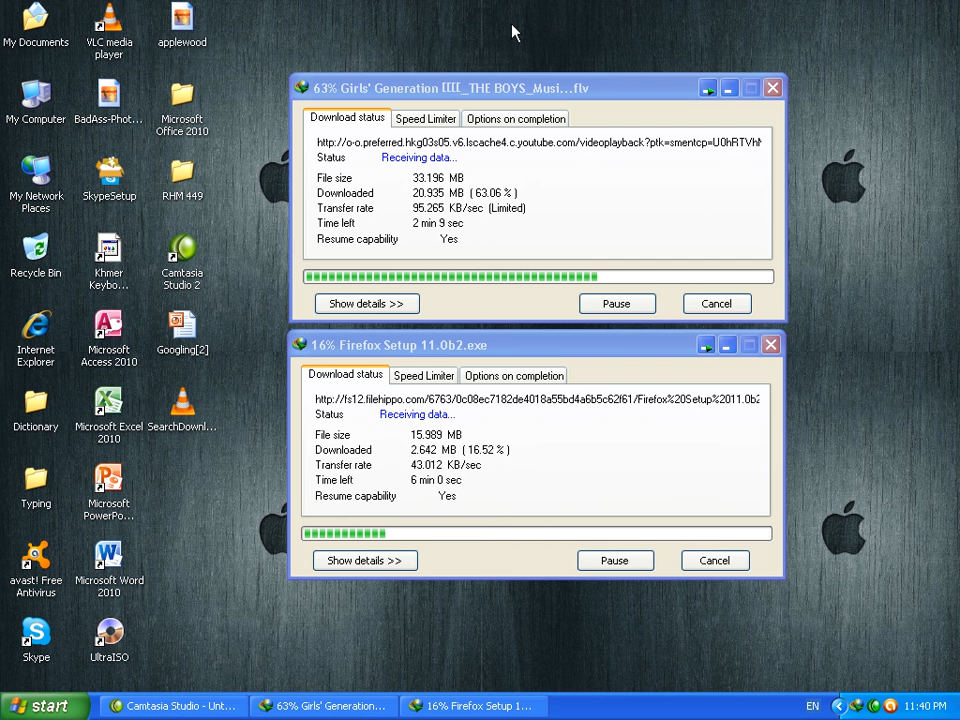 My Documents
VLC media
player
applewood
My Computer
BadAss-Phot...
Microsoft
Office 2010
My Network
Places
SkypeSetup
RHM 449
Recycle Bin
Khmer
Keybo...
Camtasia
Studio 2
Internet
Explorer
Microsoft
Access 2010
Googling[2]
Dictionary
Microsoft Excel
2010
SearchDownl...
Typing
Microsoft
PowerPo...
avast! Free
Antivirus
Microsoft Word
2010
Skype
UltraISO
63% Girls' Generation [[[[_THE BOYS_Musi...flv
Download status
Speed Limiter
Options on completion
http://o-o.preferred.hkg03s05.v6.lscache4.c.youtube.com/videoplayback?ptk=smentcp=U0hRTVhM
Status Receiving data...
File size 33.196 MB
Downloaded 20.935 MB ( 63.06 % )
Transfer rate 95.265 KB/sec (Limited)
Time left 2 min 9 sec
Resume capability Yes
Show details >>
Pause
Cancel
16% Firefox Setup 11.0b2.exe
Download status
Speed Limiter
Options on completion
http://fs12.filehippo.com/6763/0c08ec7182de4018a55bd4a6b5c62f61/Firefox%20Setup%2011.0b2
Status Receiving data...
File size 15.989 MB
Downloaded 2.642 MB ( 16.52 % )
Transfer rate 43.012 KB/sec
Time left 6 min 0 sec
Resume capability Yes
Show details >>
Pause
Cancel
start
Camtasia Studio - Unt...
63% Girls' Generation...
16% Firefox Setup 1...
EN
11:40 PM